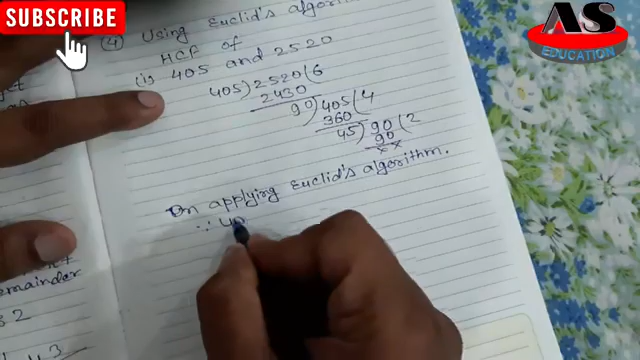 SUBSCRIBE
AS
EDUCATION
④ Using Euclid's algori
HCF of
(i) 405 and 2520
405)2520(6
2430
90)405(4
360
45)90(2
90
××
On applying Euclid's algorithm.
∵ 40
emainder
s 2
3